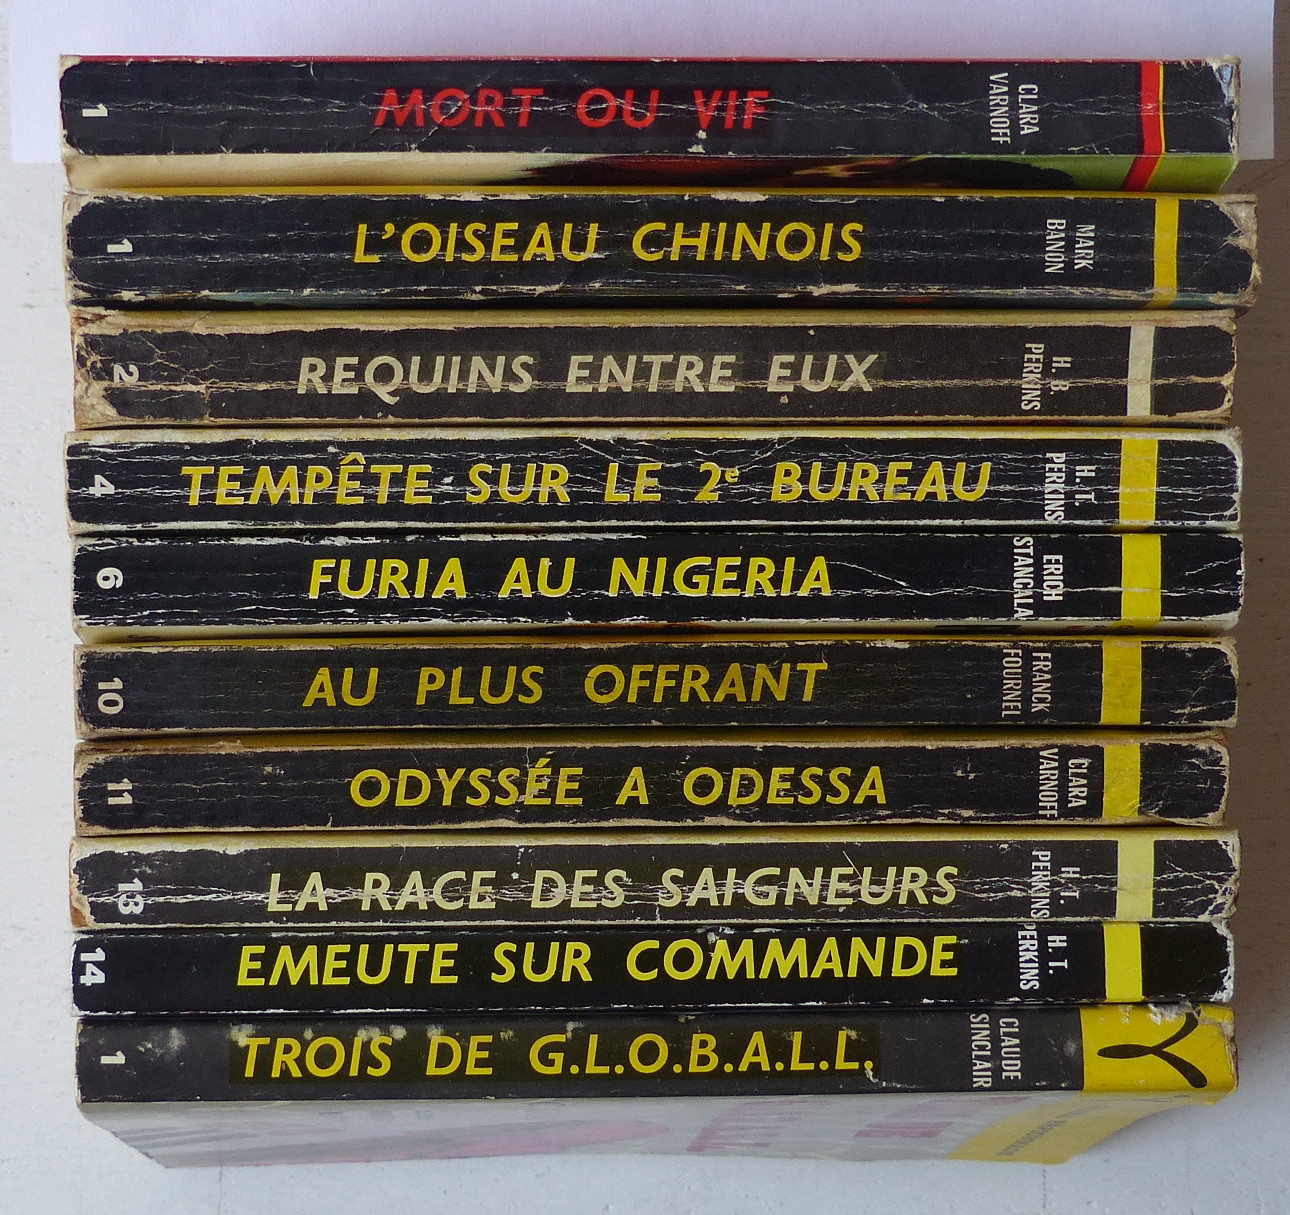 1
MORT OU VIF
CLARA
VARNOFF
1
L'OISEAU CHINOIS
MARK
BANON
2
REQUINS ENTRE EUX
H. B.
PERKINS
4
TEMPÊTE SUR LE 2e BUREAU
H. T.
PERKINS
6
FURIA AU NIGERIA
ERICH
STANGALA
10
AU PLUS OFFRANT
FRANCK
FOURNEL
11
ODYSSÉE A ODESSA
CLARA
VARNOFF
13
LA RACE DES SAIGNEURS
H. T.
PERKINS
14
EMEUTE SUR COMMANDE
H. T.
PERKINS
1
TROIS DE G.L.O.B.A.L.L.
CLAUDE
SINCLAIR